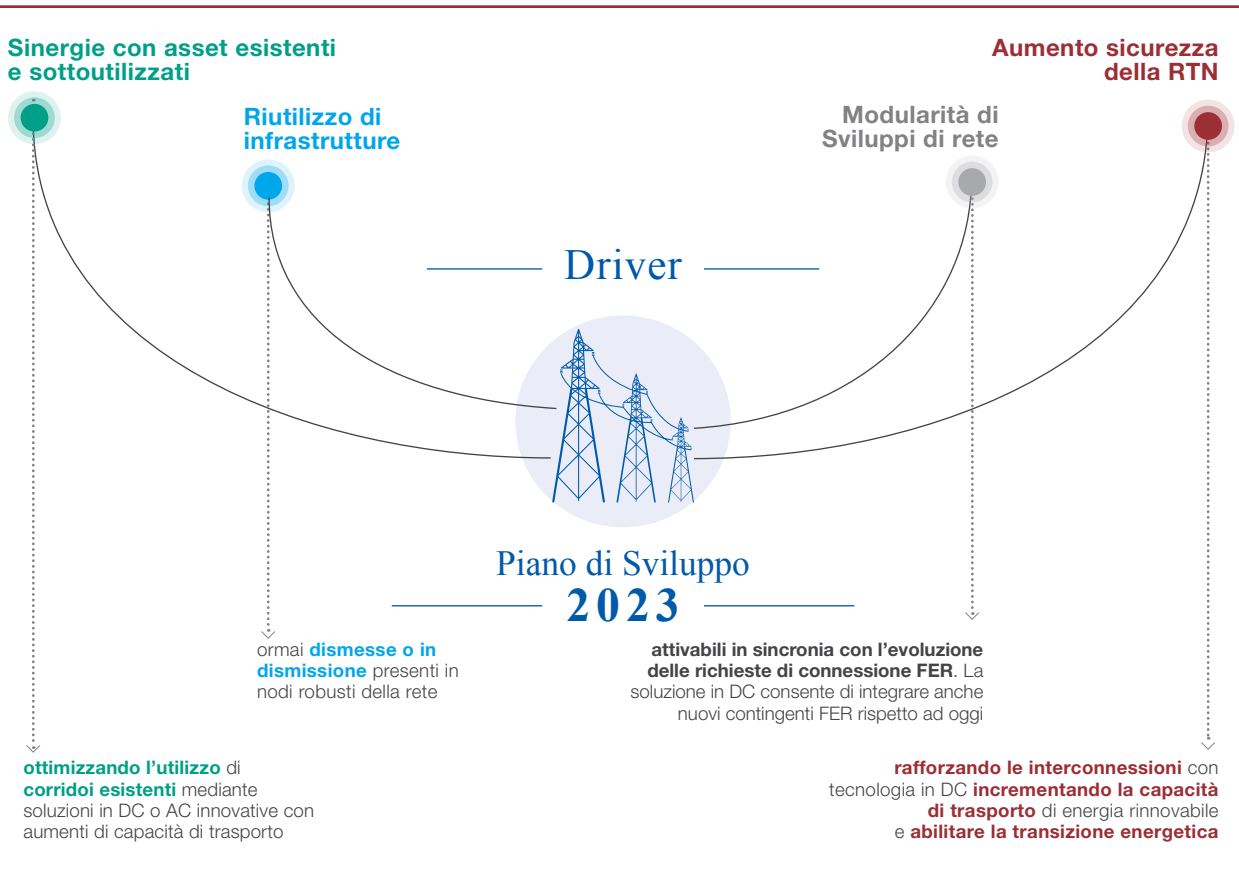 Sinergie con asset esistenti
e sottoutilizzati
Aumento sicurezza
della RTN
Riutilizzo di
infrastrutture
Modularità di
Sviluppi di rete
Driver
Piano di Sviluppo
2023
ormai dismesse o in
dismissione presenti in
nodi robusti della rete
attivabili in sincronia con l'evoluzione
delle richieste di connessione FER. La
soluzione in DC consente di integrare anche
nuovi contingenti FER rispetto ad oggi
ottimizzando l'utilizzo di
corridoi esistenti mediante
soluzioni in DC o AC innovative con
aumenti di capacità di trasporto
rafforzando le interconnessioni con
tecnologia in DC incrementando la capacità
di trasporto di energia rinnovabile
e abilitare la transizione energetica